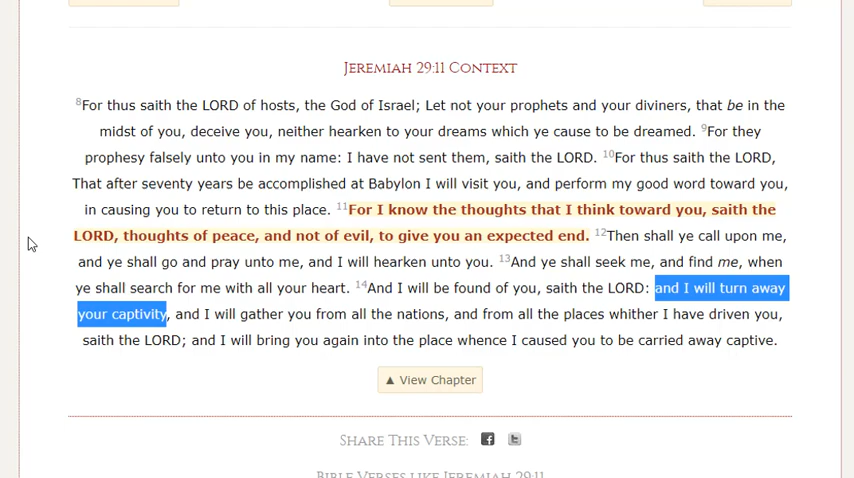 Jeremiah 29:11 Context
8For thus saith the LORD of hosts, the God of Israel; Let not your prophets and your diviners, that be in the
midst of you, deceive you, neither hearken to your dreams which ye cause to be dreamed. 9For they
prophesy falsely unto you in my name: I have not sent them, saith the LORD. 10For thus saith the LORD,
That after seventy years be accomplished at Babylon I will visit you, and perform my good word toward you,
in causing you to return to this place. 11For I know the thoughts that I think toward you, saith the
LORD, thoughts of peace, and not of evil, to give you an expected end. 12Then shall ye call upon me,
and ye shall go and pray unto me, and I will hearken unto you. 13And ye shall seek me, and find me, when
ye shall search for me with all your heart. 14And I will be found of you, saith the LORD: and I will turn away
your captivity, and I will gather you from all the nations, and from all the places whither I have driven you,
saith the LORD; and I will bring you again into the place whence I caused you to be carried away captive.
▲ View Chapter
Share This Verse:
Bible Verses like Jeremiah 29:11